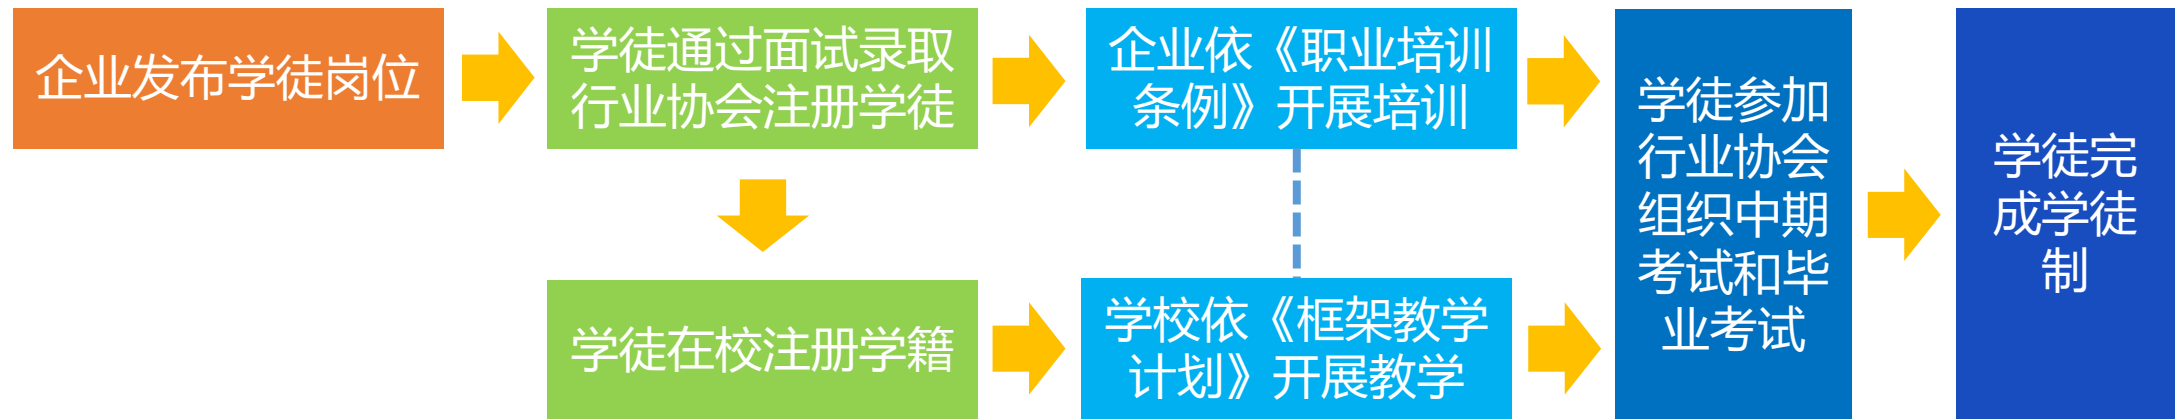 企业发布学徒岗位
学徒通过面试录取
行业协会注册学徒
企业依《职业培训
条例》开展培训
学徒在校注册学籍
学校依《框架教学
计划》开展教学
学徒参加
行业协会
组织中期
考试和毕
业考试
学徒完
成学徒
制